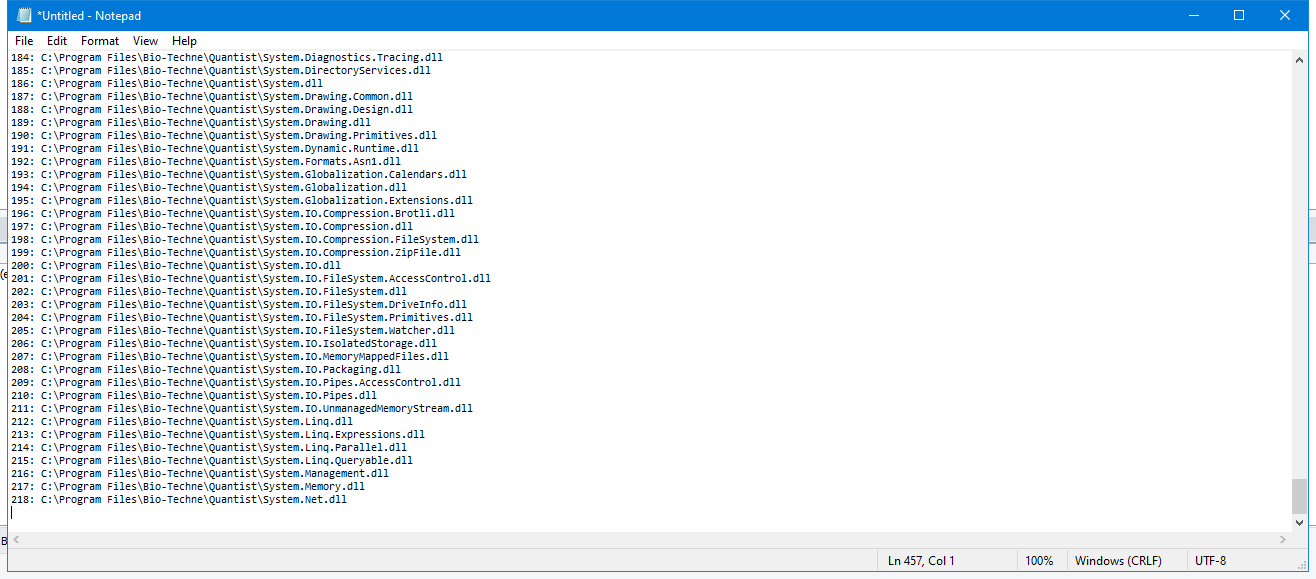 *Untitled - Notepad
File Edit Format View Help
184: C:\Program Files\Bio-Techne\Quantist\System.Diagnostics.Tracing.dll
185: C:\Program Files\Bio-Techne\Quantist\System.DirectoryServices.dll
186: C:\Program Files\Bio-Techne\Quantist\System.dll
187: C:\Program Files\Bio-Techne\Quantist\System.Drawing.Common.dll
188: C:\Program Files\Bio-Techne\Quantist\System.Drawing.Design.dll
189: C:\Program Files\Bio-Techne\Quantist\System.Drawing.dll
190: C:\Program Files\Bio-Techne\Quantist\System.Drawing.Primitives.dll
191: C:\Program Files\Bio-Techne\Quantist\System.Dynamic.Runtime.dll
192: C:\Program Files\Bio-Techne\Quantist\System.Formats.Asn1.dll
193: C:\Program Files\Bio-Techne\Quantist\System.Globalization.Calendars.dll
194: C:\Program Files\Bio-Techne\Quantist\System.Globalization.dll
195: C:\Program Files\Bio-Techne\Quantist\System.Globalization.Extensions.dll
196: C:\Program Files\Bio-Techne\Quantist\System.IO.Compression.Brotli.dll
197: C:\Program Files\Bio-Techne\Quantist\System.IO.Compression.dll
198: C:\Program Files\Bio-Techne\Quantist\System.IO.Compression.FileSystem.dll
199: C:\Program Files\Bio-Techne\Quantist\System.IO.Compression.ZipFile.dll
200: C:\Program Files\Bio-Techne\Quantist\System.IO.dll
201: C:\Program Files\Bio-Techne\Quantist\System.IO.FileSystem.AccessControl.dll
202: C:\Program Files\Bio-Techne\Quantist\System.IO.FileSystem.dll
203: C:\Program Files\Bio-Techne\Quantist\System.IO.FileSystem.DriveInfo.dll
204: C:\Program Files\Bio-Techne\Quantist\System.IO.FileSystem.Primitives.dll
205: C:\Program Files\Bio-Techne\Quantist\System.IO.FileSystem.Watcher.dll
206: C:\Program Files\Bio-Techne\Quantist\System.IO.IsolatedStorage.dll
207: C:\Program Files\Bio-Techne\Quantist\System.IO.MemoryMappedFiles.dll
208: C:\Program Files\Bio-Techne\Quantist\System.IO.Packaging.dll
209: C:\Program Files\Bio-Techne\Quantist\System.IO.Pipes.AccessControl.dll
210: C:\Program Files\Bio-Techne\Quantist\System.IO.Pipes.dll
211: C:\Program Files\Bio-Techne\Quantist\System.IO.UnmanagedMemoryStream.dll
212: C:\Program Files\Bio-Techne\Quantist\System.Linq.dll
213: C:\Program Files\Bio-Techne\Quantist\System.Linq.Expressions.dll
214: C:\Program Files\Bio-Techne\Quantist\System.Linq.Parallel.dll
215: C:\Program Files\Bio-Techne\Quantist\System.Linq.Queryable.dll
216: C:\Program Files\Bio-Techne\Quantist\System.Management.dll
217: C:\Program Files\Bio-Techne\Quantist\System.Memory.dll
218: C:\Program Files\Bio-Techne\Quantist\System.Net.dll
Ln 457, Col 1 100% Windows (CRLF) UTF-8